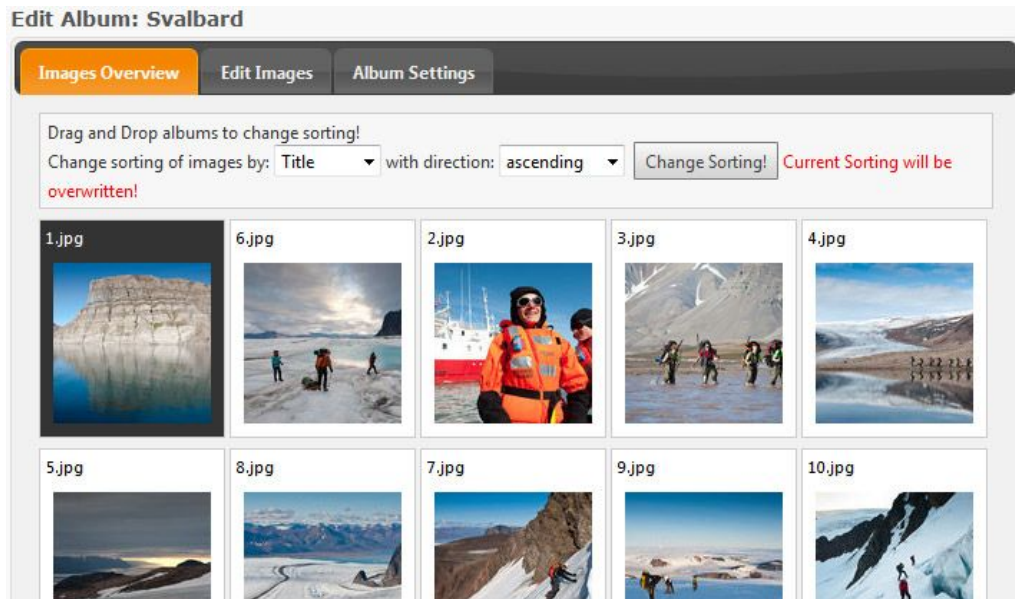 Edit Album: Svalbard
Images Overview Edit Images Album Settings
Drag and Drop albums to change sorting!
Change sorting of images by: Title with direction: ascending Change Sorting! Current Sorting will be
overwritten!
1.jpg 6.jpg 2.jpg 3.jpg 4.jpg
5.jpg 8.jpg 7.jpg 9.jpg 10.jpg